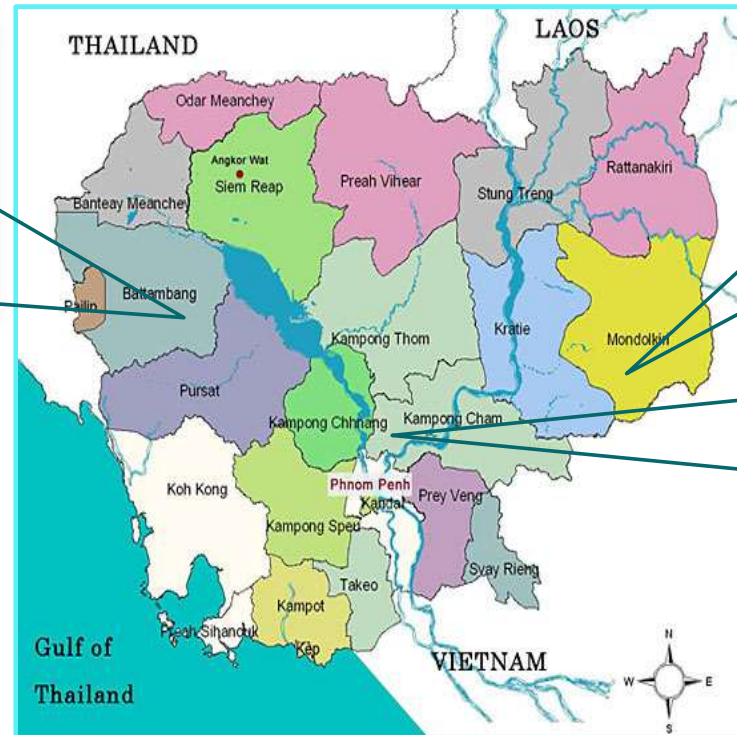 THAILAND
LAOS
Odar Meanchey
Angkor Wat
Siem Reap
Preah Vihear
Stung Treng
Rattanakiri
Banteay Meanchey
Battambang
Pailin
Kampong Thom
Kratie
Mondolkiri
Pursat
Kampong Chhnang
Kampong Cham
Koh Kong
Phnom Penh
Kandal
Prey Veng
Kampong Speu
Svay Rieng
Takeo
Kampot
Preah Sihanouk
Kep
Gulf of
Thailand
VIETNAM
N
W
E
S